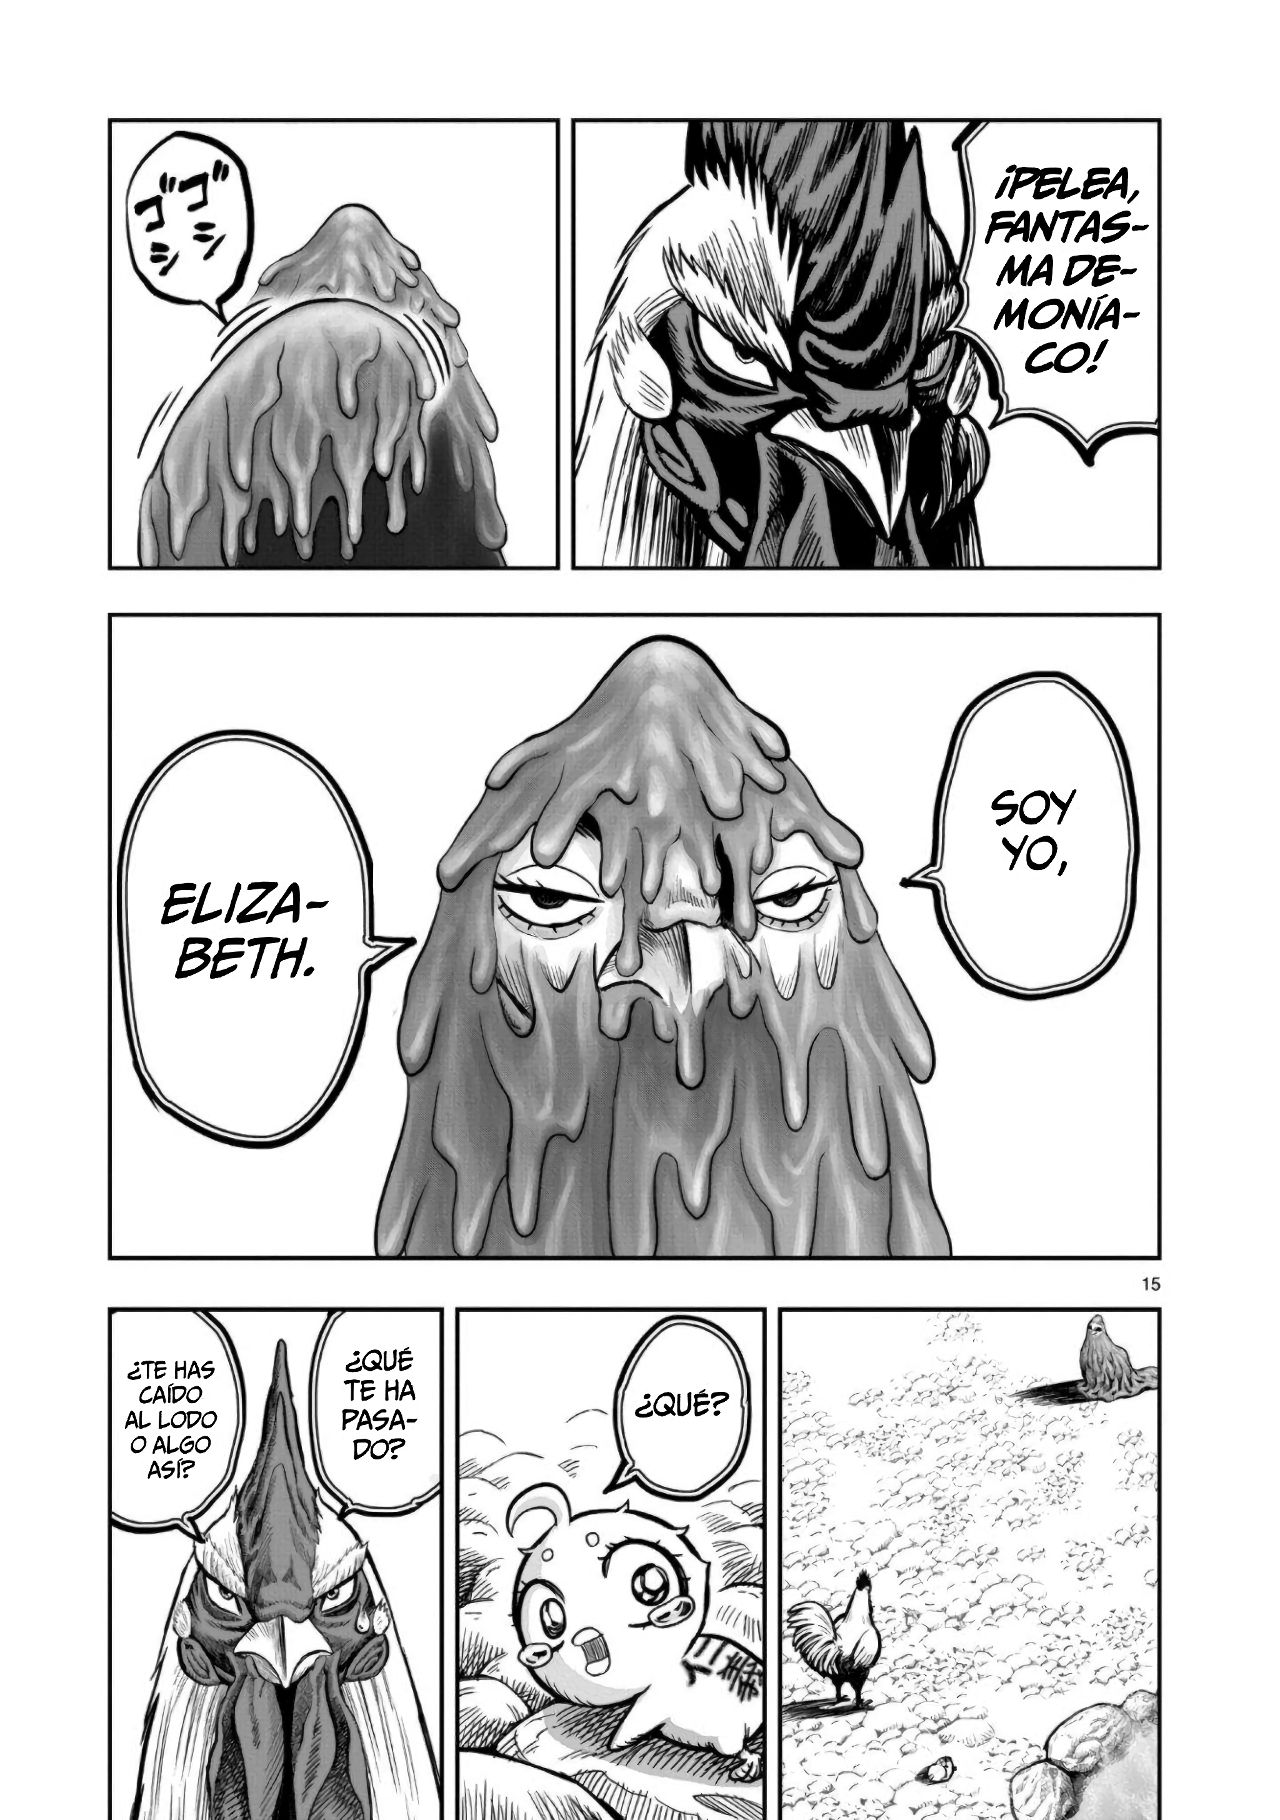 ¡PELEA,
FANTAS-
MA DE-
MONÍA-
CO!
ゴシ
ゴシ
SOY
YO,
ELIZA-
BETH.
15
¿QUÉ?
¿QUÉ
TE HA
PASA-
DO?
¿TE HAS
CAÍDO
AL LODO
O ALGO
ASÍ?